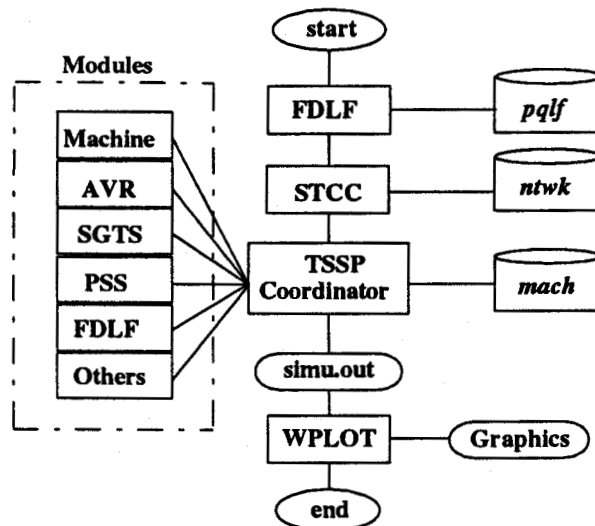 start
Modules
FDLF
pqlf
Machine
AVR
STCC
ntwk
SGTS
TSSP
Coordinator
mach
PSS
FDLF
Others
simu.out
WPLOT
Graphics
end